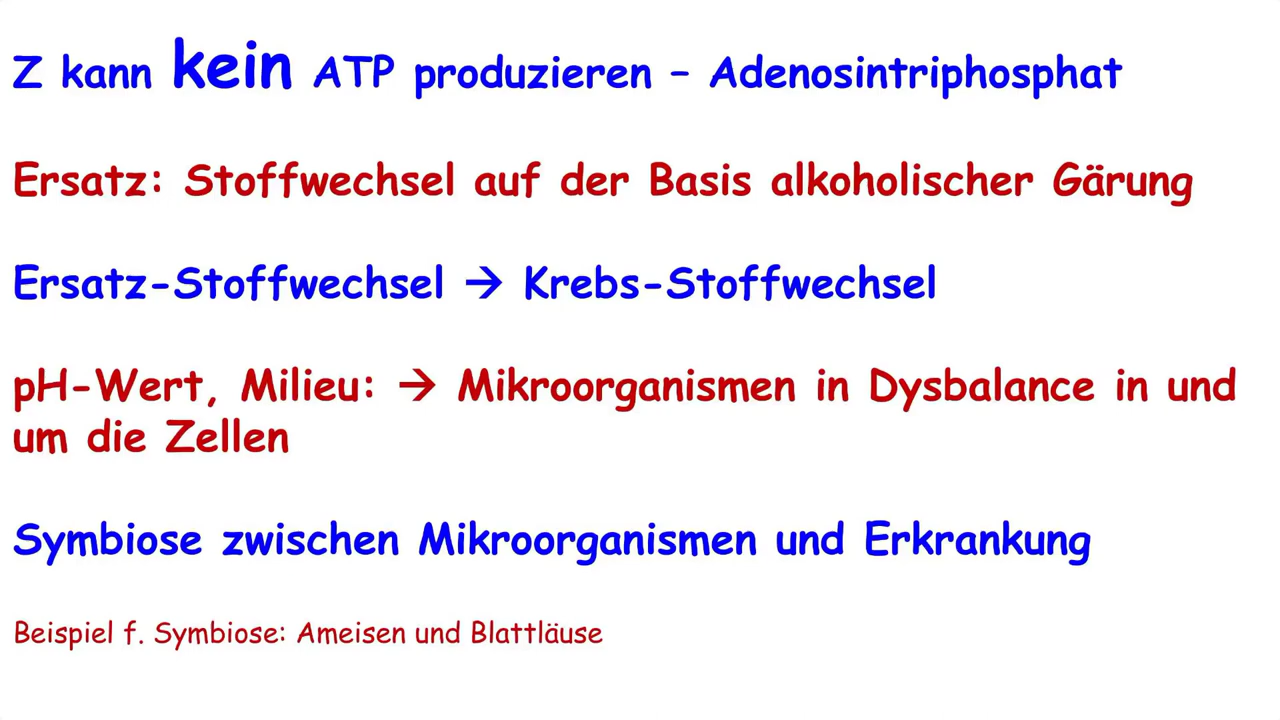 Z kann kein ATP produzieren – Adenosintriphosphat
Ersatz: Stoffwechsel auf der Basis alkoholischer Gärung
Ersatz-Stoffwechsel → Krebs-Stoffwechsel
pH-Wert, Milieu: → Mikroorganismen in Dysbalance in und
um die Zellen
Symbiose zwischen Mikroorganismen und Erkrankung
Beispiel f. Symbiose: Ameisen und Blattläuse